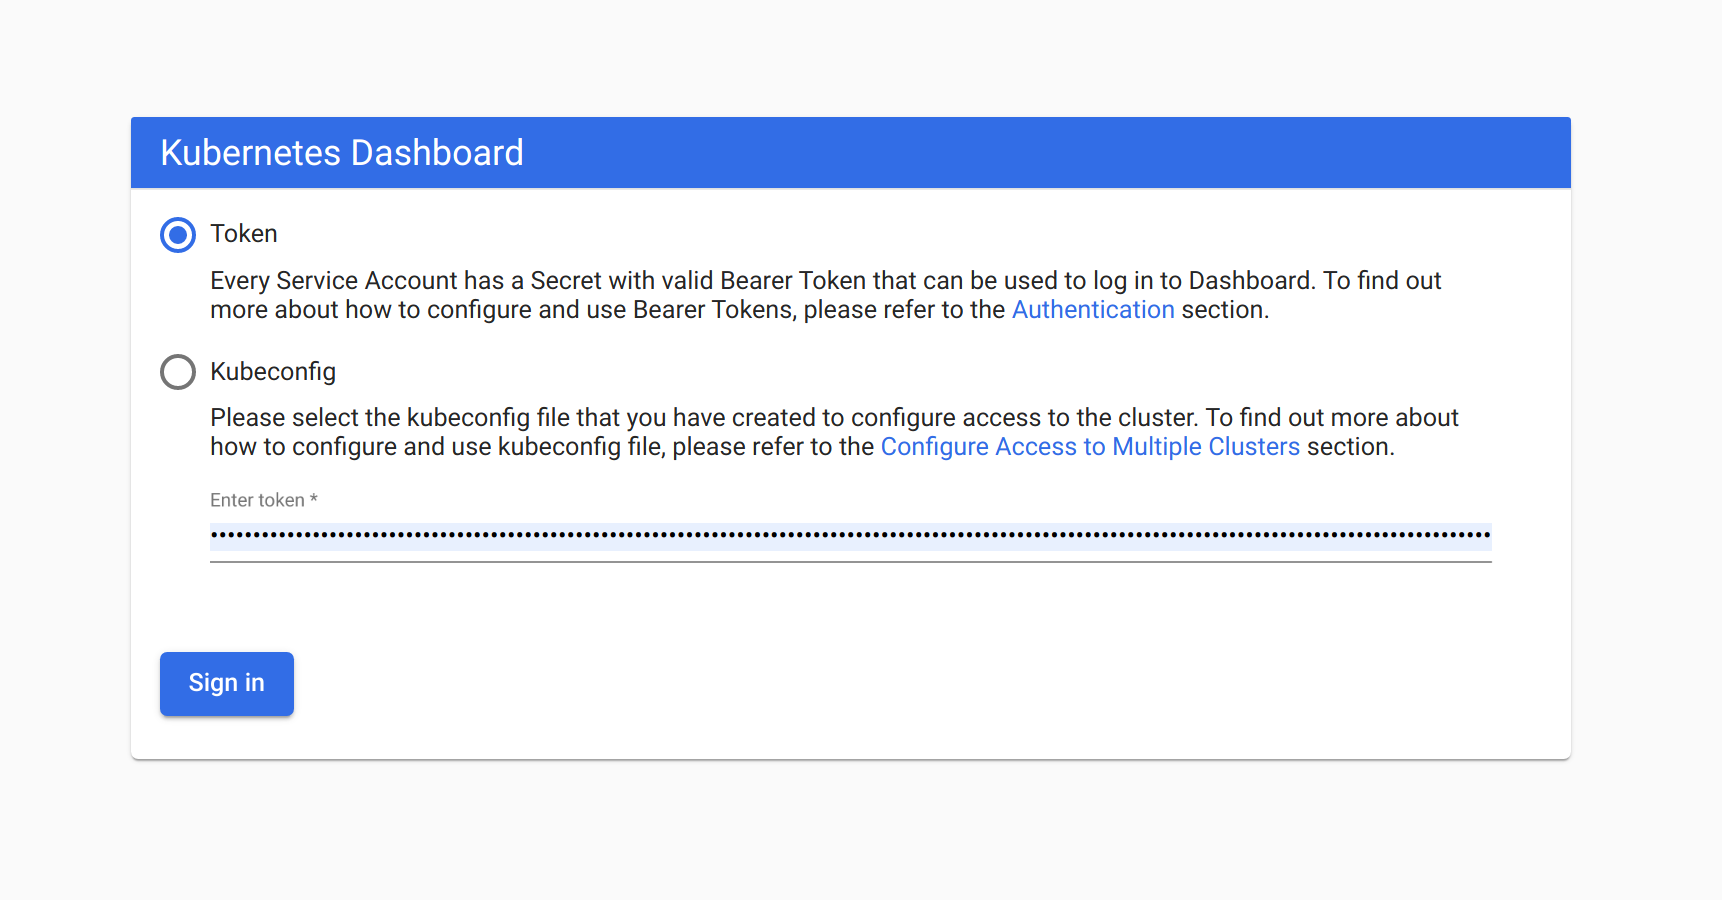 Kubernetes Dashboard
Token
Every Service Account has a Secret with valid Bearer Token that can be used to log in to Dashboard. To find out
more about how to configure and use Bearer Tokens, please refer to the Authentication section.
Kubeconfig
Please select the kubeconfig file that you have created to configure access to the cluster. To find out more about
how to configure and use kubeconfig file, please refer to the Configure Access to Multiple Clusters section.
Enter token *
Sign in